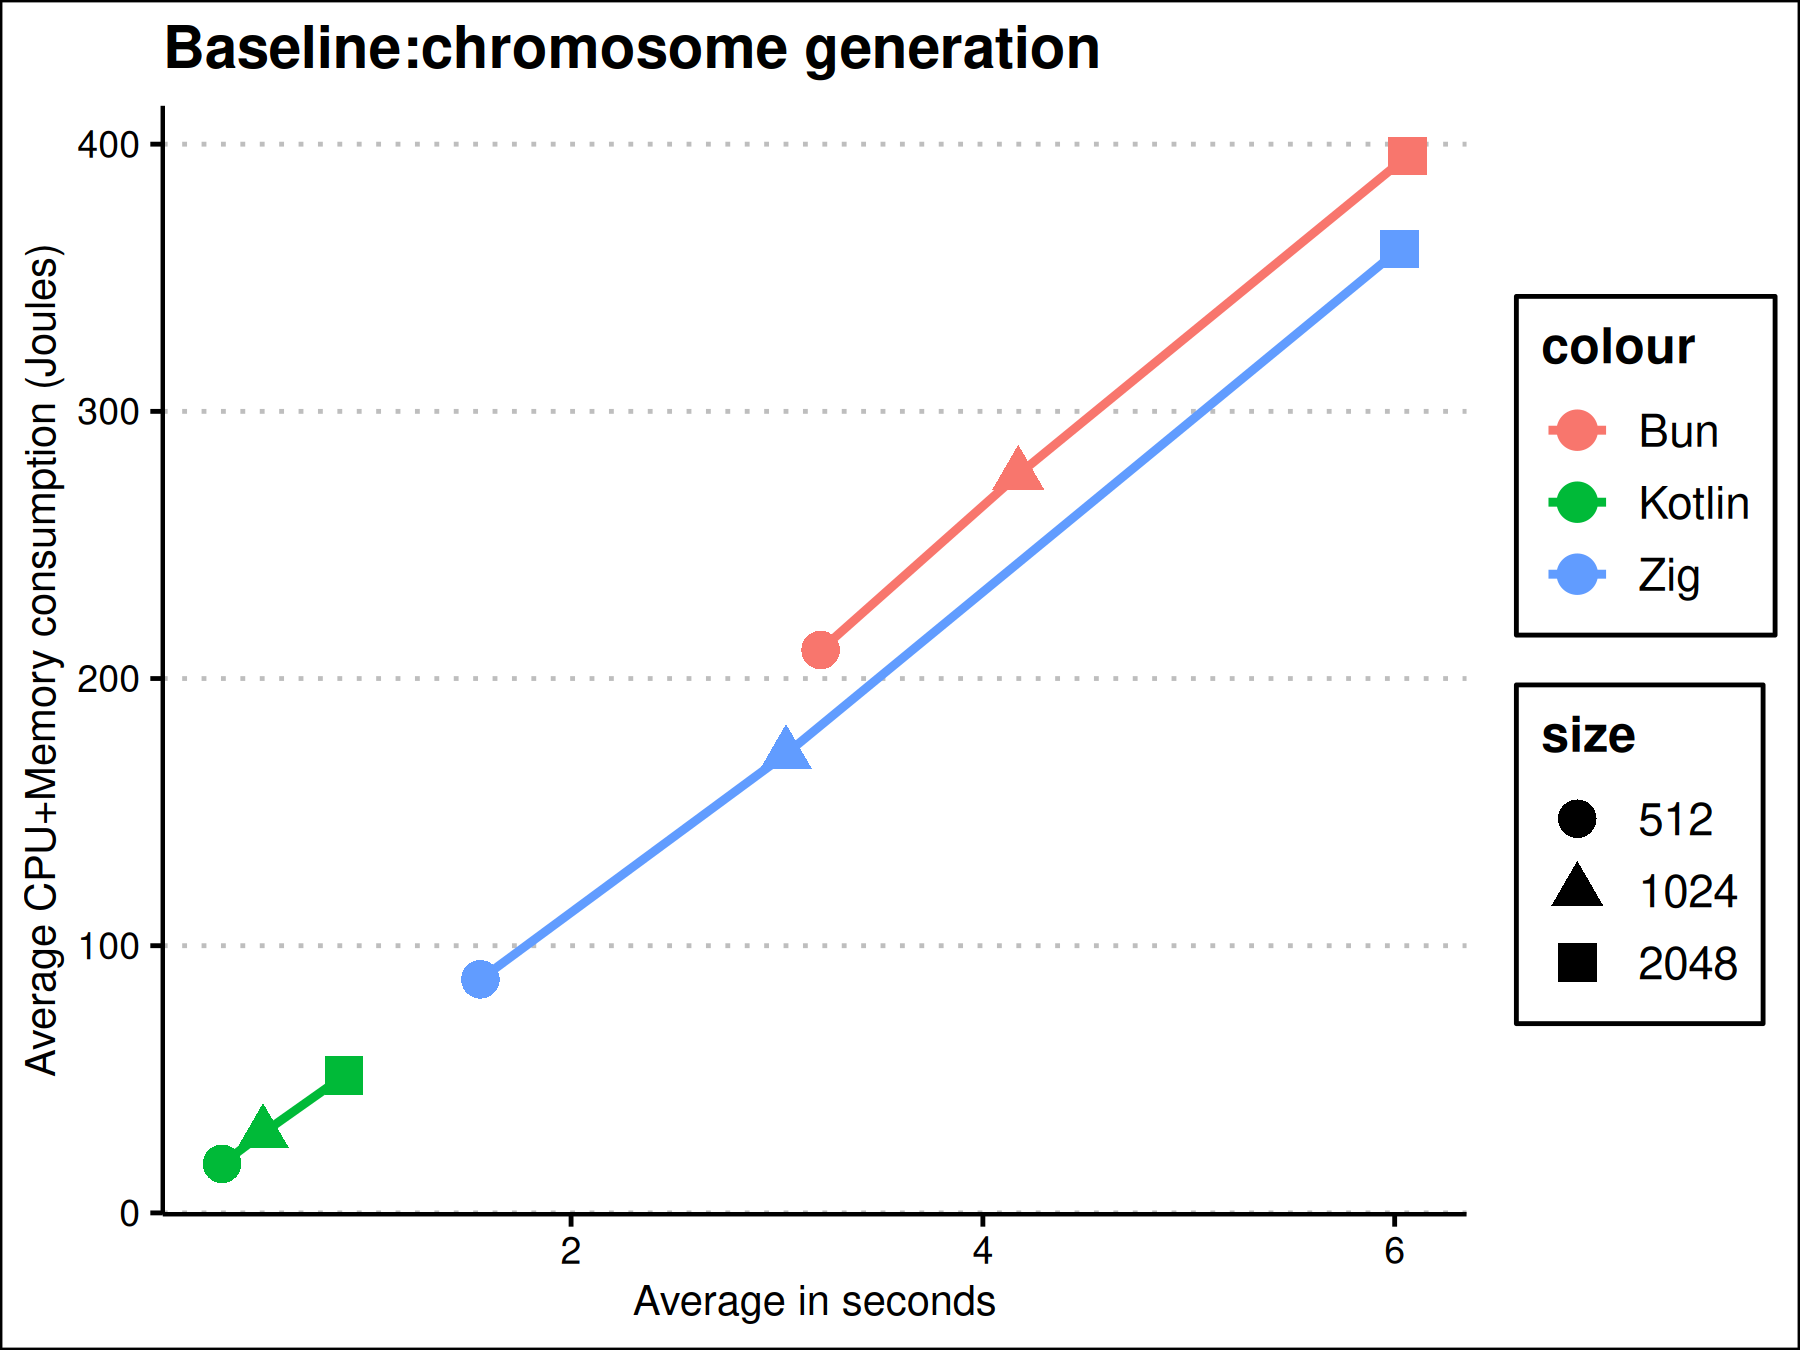 Baseline:chromosome generation
Average CPU+Memory consumption (Joules)
400
300
200
100
0
2
4
6
Average in seconds
colour
Bun
Kotlin
Zig
size
512
1024
2048